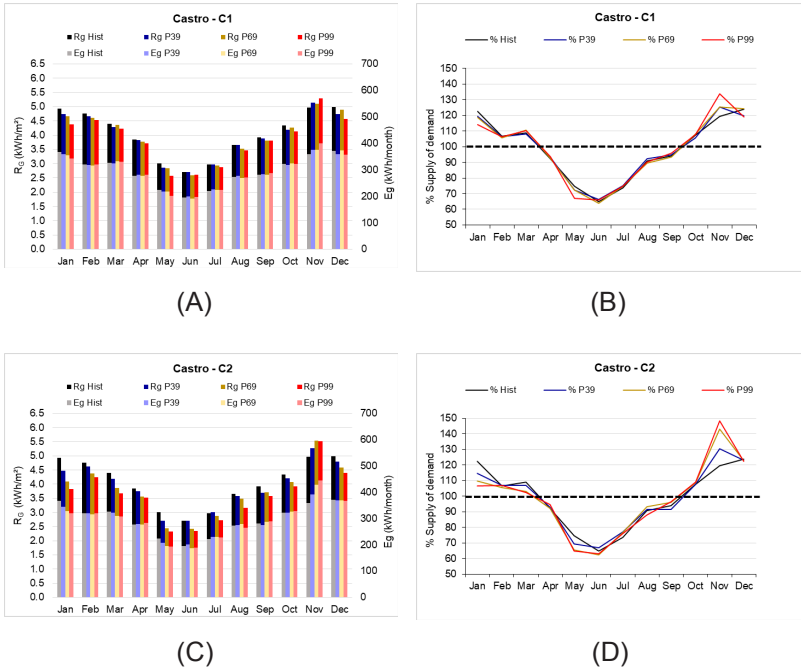 Castro - C1
Rg Hist Rg P39 Rg P69 Rg P99
Eg Hist Eg P39 Eg P69 Eg P99
6.5 700
6.0
5.5 600
5.0
4.5 500
4.0
3.5 400
3.0
2.5 300
2.0
1.5 200
1.0 100
0.5
0.0 0
RG (kWh/m²)
Eg (kWh/month)
Jan Feb Mar Apr May Jun Jul Aug Sep Oct Nov Dec
(A)
Castro - C1
% Hist % P39 % P69 % P99
150
140
130
120
110
100
90
80
70
60
50
% Supply of demand
Jan Feb Mar Apr May Jun Jul Aug Sep Oct Nov Dec
(B)
Castro - C2
Rg Hist Rg P39 Rg P69 Rg P99
Eg Hist Eg P39 Eg P69 Eg P99
6.5 700
6.0
5.5 600
5.0
4.5 500
4.0
3.5 400
3.0
2.5 300
2.0
1.5 200
1.0 100
0.5
0.0 0
RG (kWh/m²)
Eg (kWh/month)
Jan Feb Mar Apr May Jun Jul Aug Sep Oct Nov Dec
(C)
Castro - C2
% Hist % P39 % P69 % P99
150
140
130
120
110
100
90
80
70
60
50
% Supply of demand
Jan Feb Mar Apr May Jun Jul Aug Sep Oct Nov Dec
(D)